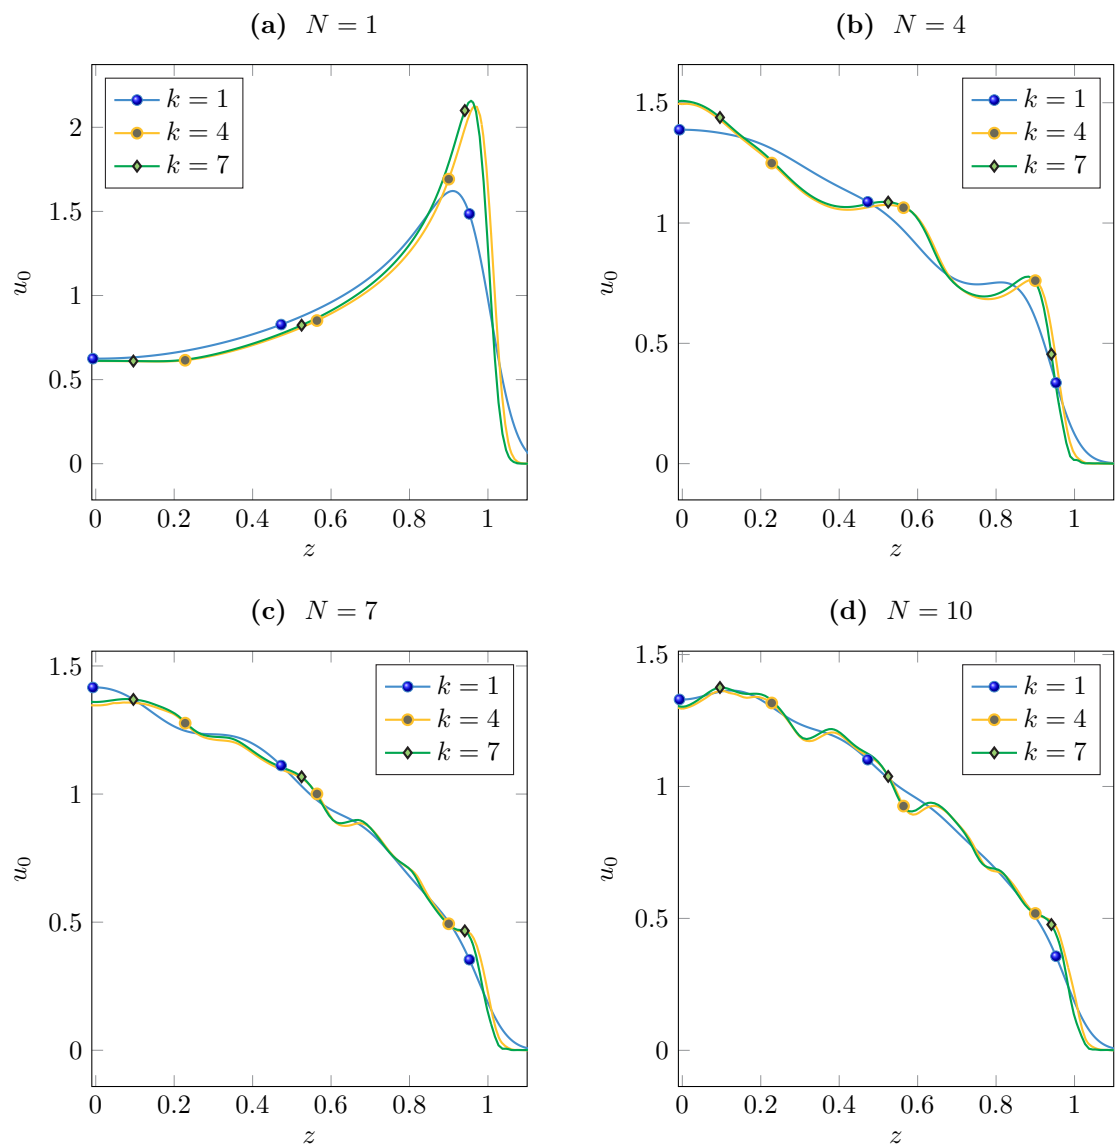 (a) N = 1
k = 1
k = 4
k = 7
2
1.5
1
0.5
0
u₀
0 0.2 0.4 0.6 0.8 1
z
(b) N = 4
k = 1
k = 4
k = 7
1.5
1
0.5
0
u₀
0 0.2 0.4 0.6 0.8 1
z
(c) N = 7
k = 1
k = 4
k = 7
1.5
1
0.5
0
u₀
0 0.2 0.4 0.6 0.8 1
z
(d) N = 10
k = 1
k = 4
k = 7
1.5
1
0.5
0
u₀
0 0.2 0.4 0.6 0.8 1
z